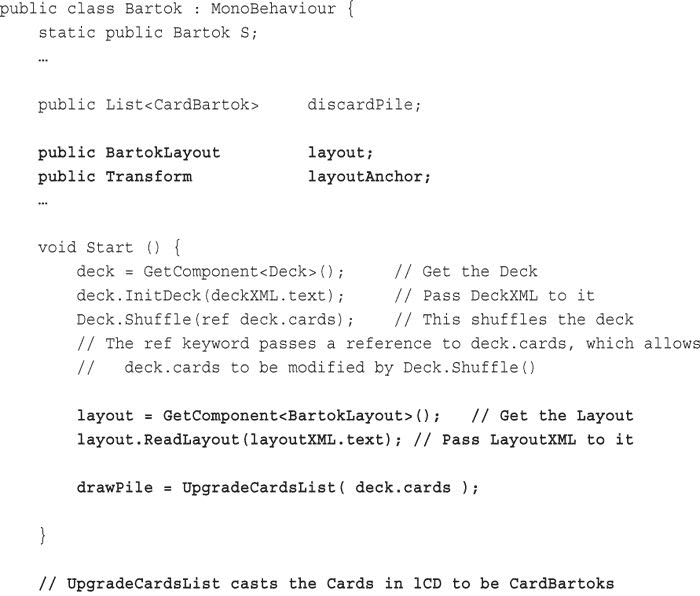 public class Bartok : MonoBehaviour {
static public Bartok S;
…
public List<CardBartok> discardPile;
public BartokLayout layout;
public Transform layoutAnchor;
…
void Start () {
deck = GetComponent<Deck>(); // Get the Deck
deck.InitDeck(deckXML.text); // Pass DeckXML to it
Deck.Shuffle(ref deck.cards); // This shuffles the deck
// The ref keyword passes a reference to deck.cards, which allows
// deck.cards to be modified by Deck.Shuffle()
layout = GetComponent<BartokLayout>(); // Get the Layout
layout.ReadLayout(layoutXML.text); // Pass LayoutXML to it
drawPile = UpgradeCardsList( deck.cards );
}
// UpgradeCardsList casts the Cards in lCD to be CardBartoks